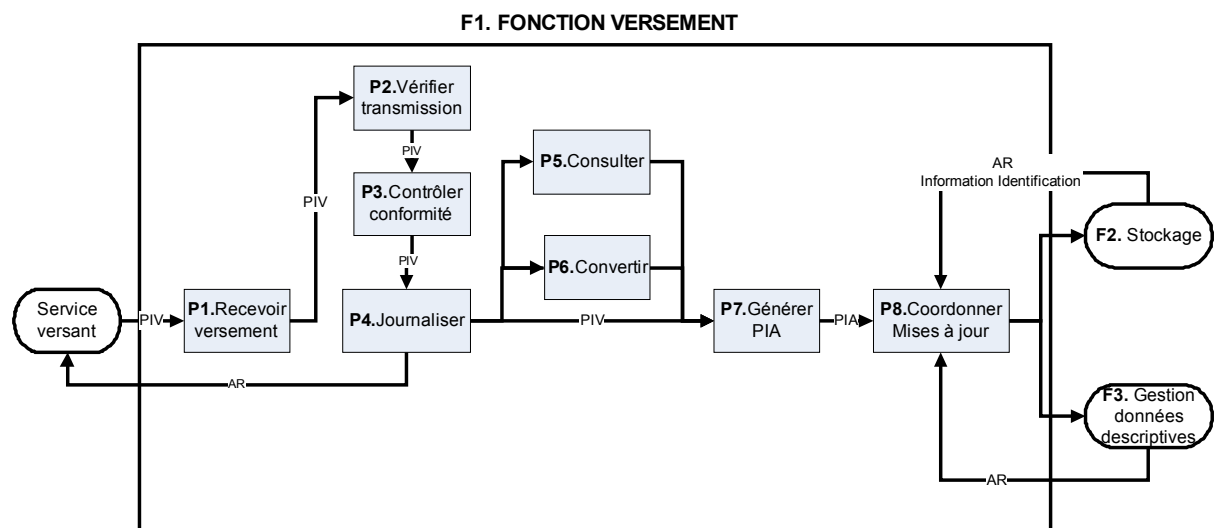 F1. FONCTION VERSEMENT
P2.Vérifier
transmission
PIV
P3.Contrôler
conformité
PIV
PIV
P5.Consulter
P6.Convertir
AR
Information Identification
F2. Stockage
Service
versant
PIV
P1.Recevoir
versement
P4.Journaliser
PIV
P7.Générer
PIA
PIA
P8.Coordonner
Mises à jour
AR
F3. Gestion
données
descriptives
AR